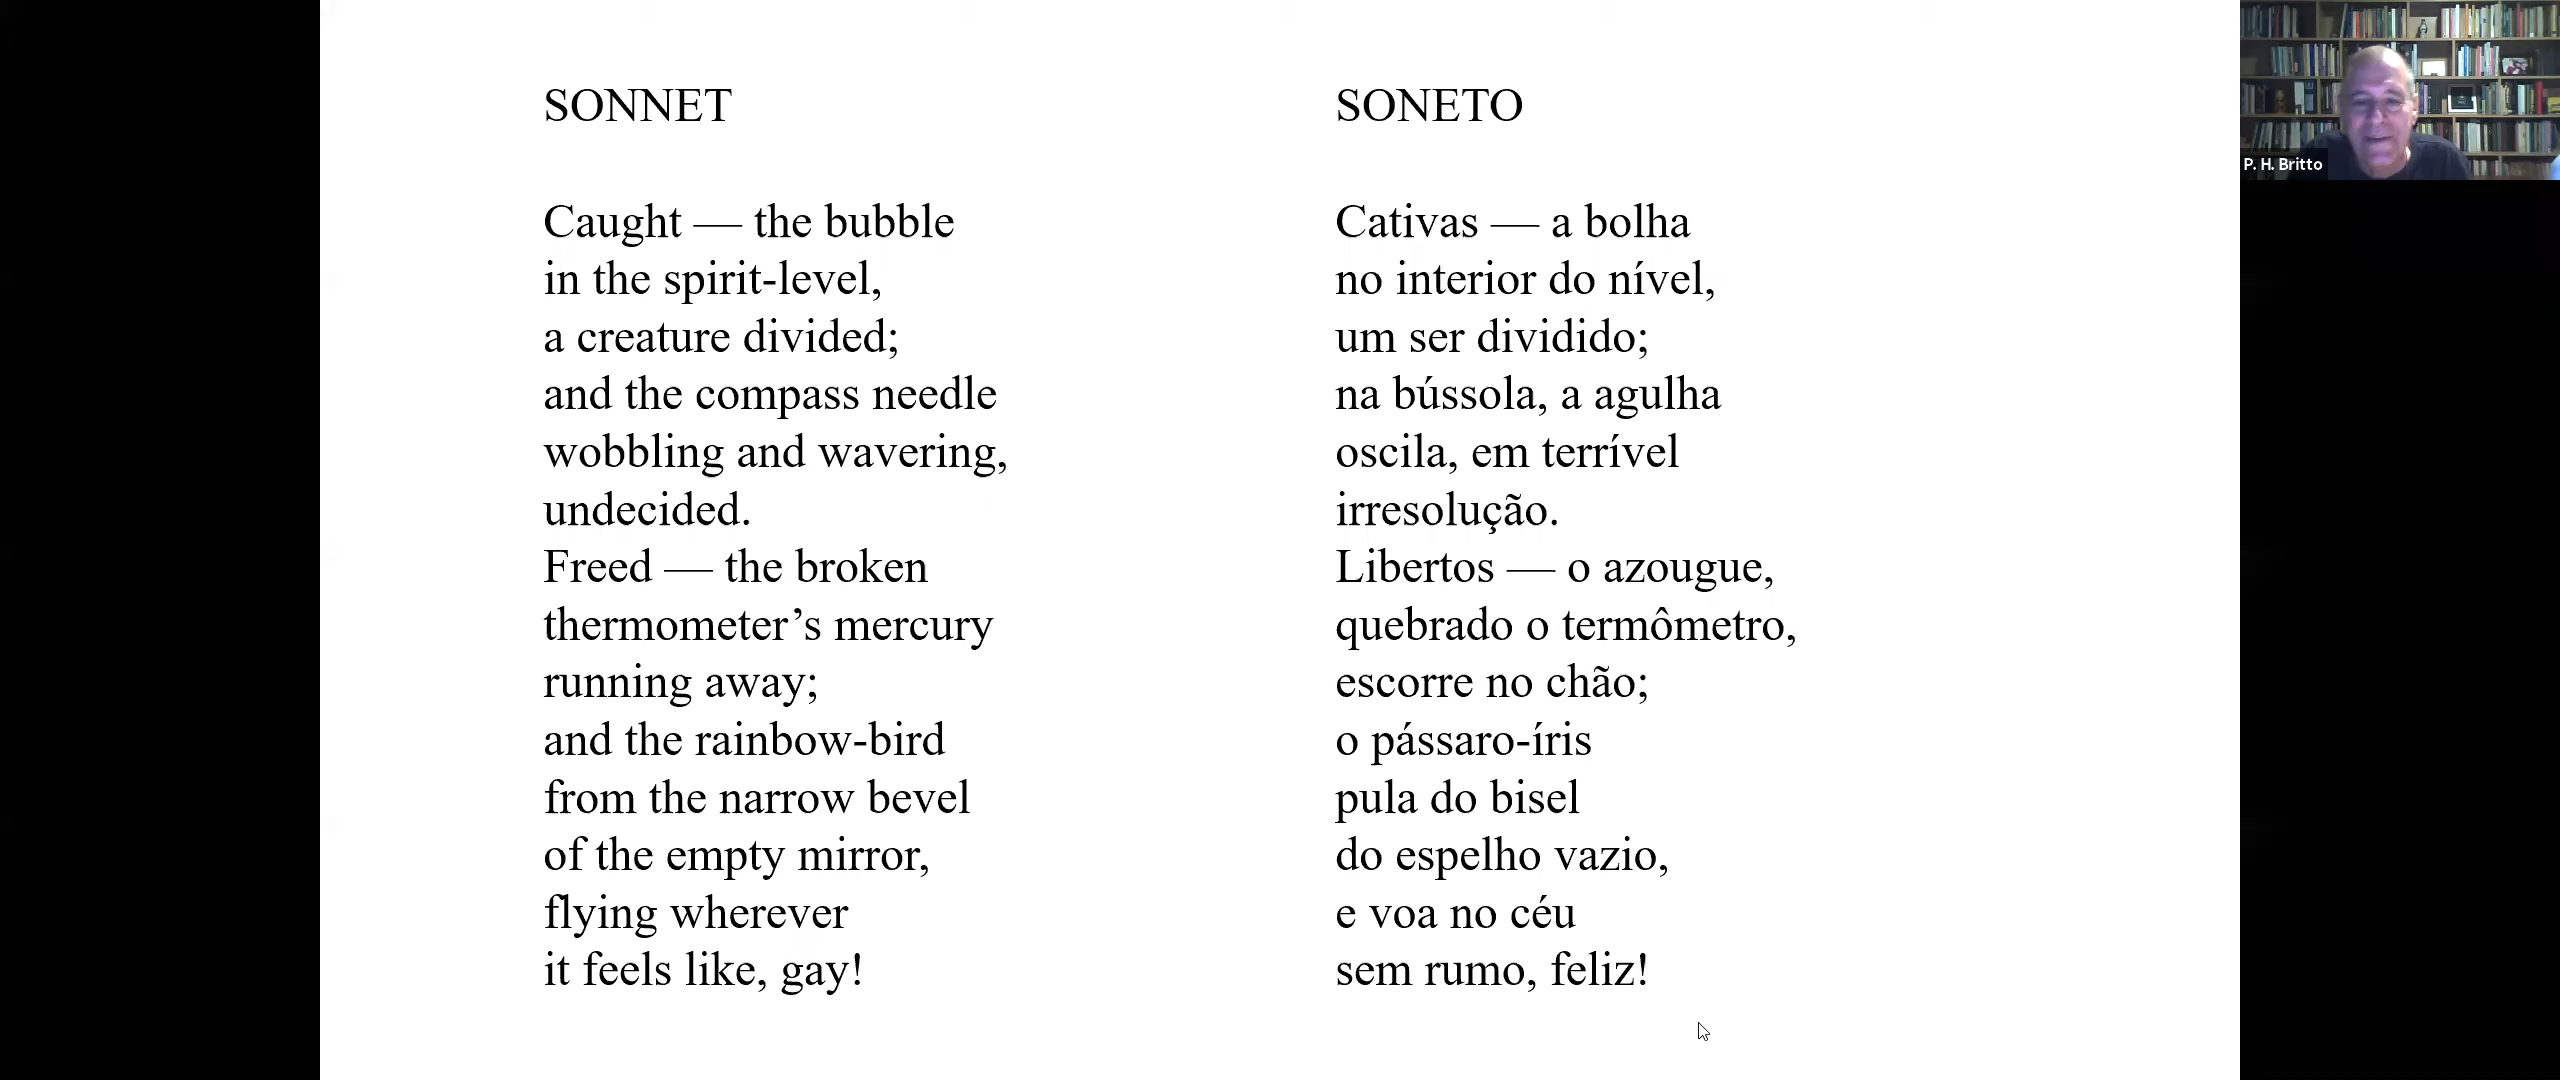 SONNET
Caught — the bubble
in the spirit-level,
a creature divided;
and the compass needle
wobbling and wavering,
undecided.
Freed — the broken
thermometer’s mercury
running away;
and the rainbow-bird
from the narrow bevel
of the empty mirror,
flying wherever
it feels like, gay!
SONETO
Cativas — a bolha
no interior do nível,
um ser dividido;
na bússola, a agulha
oscila, em terrível
irresolução.
Libertos — o azougue,
quebrado o termômetro,
escorre no chão;
o pássaro-íris
pula do bisel
do espelho vazio,
e voa no céu
sem rumo, feliz!
P. H. Britto